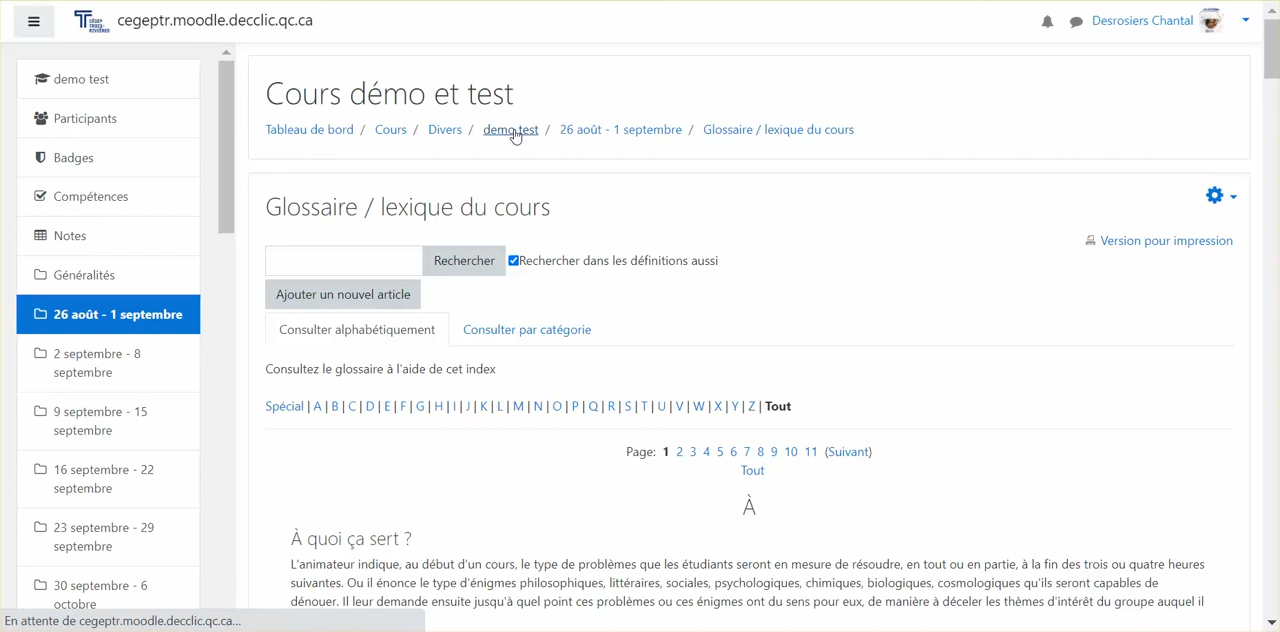 CÉGEP TROIS-RIVIÈRES cegeptr.moodle.decclic.qc.ca Desrosiers Chantal
demo test
Participants
Badges
Compétences
Notes
Généralités
26 août - 1 septembre
2 septembre - 8
septembre
9 septembre - 15
septembre
16 septembre - 22
septembre
23 septembre - 29
septembre
30 septembre - 6
octobre
Cours démo et test
Tableau de bord / Cours / Divers / demo test / 26 août - 1 septembre / Glossaire / lexique du cours
Glossaire / lexique du cours
Version pour impression
Rechercher Rechercher dans les définitions aussi
Ajouter un nouvel article
Consulter alphabétiquement Consulter par catégorie
Consultez le glossaire à l'aide de cet index
Spécial | A | B | C | D | E | F | G | H | I | J | K | L | M | N | O | P | Q | R | S | T | U | V | W | X | Y | Z | Tout
Page: 1 2 3 4 5 6 7 8 9 10 11 (Suivant)
Tout
À
À quoi ça sert ?
L'animateur indique, au début d'un cours, le type de problèmes que les étudiants seront en mesure de résoudre, en tout ou en partie, à la fin des trois ou quatre heures
suivantes. Ou il énonce le type d'énigmes philosophiques, littéraires, sociales, psychologiques, chimiques, biologiques, cosmologiques qu'ils seront capables de
dénouer. Il leur demande ensuite jusqu'à quel point ces problèmes ou ces énigmes ont du sens pour eux, de manière à déceler les thèmes d'intérêt du groupe auquel il
En attente de cegeptr.moodle.decclic.qc.ca...